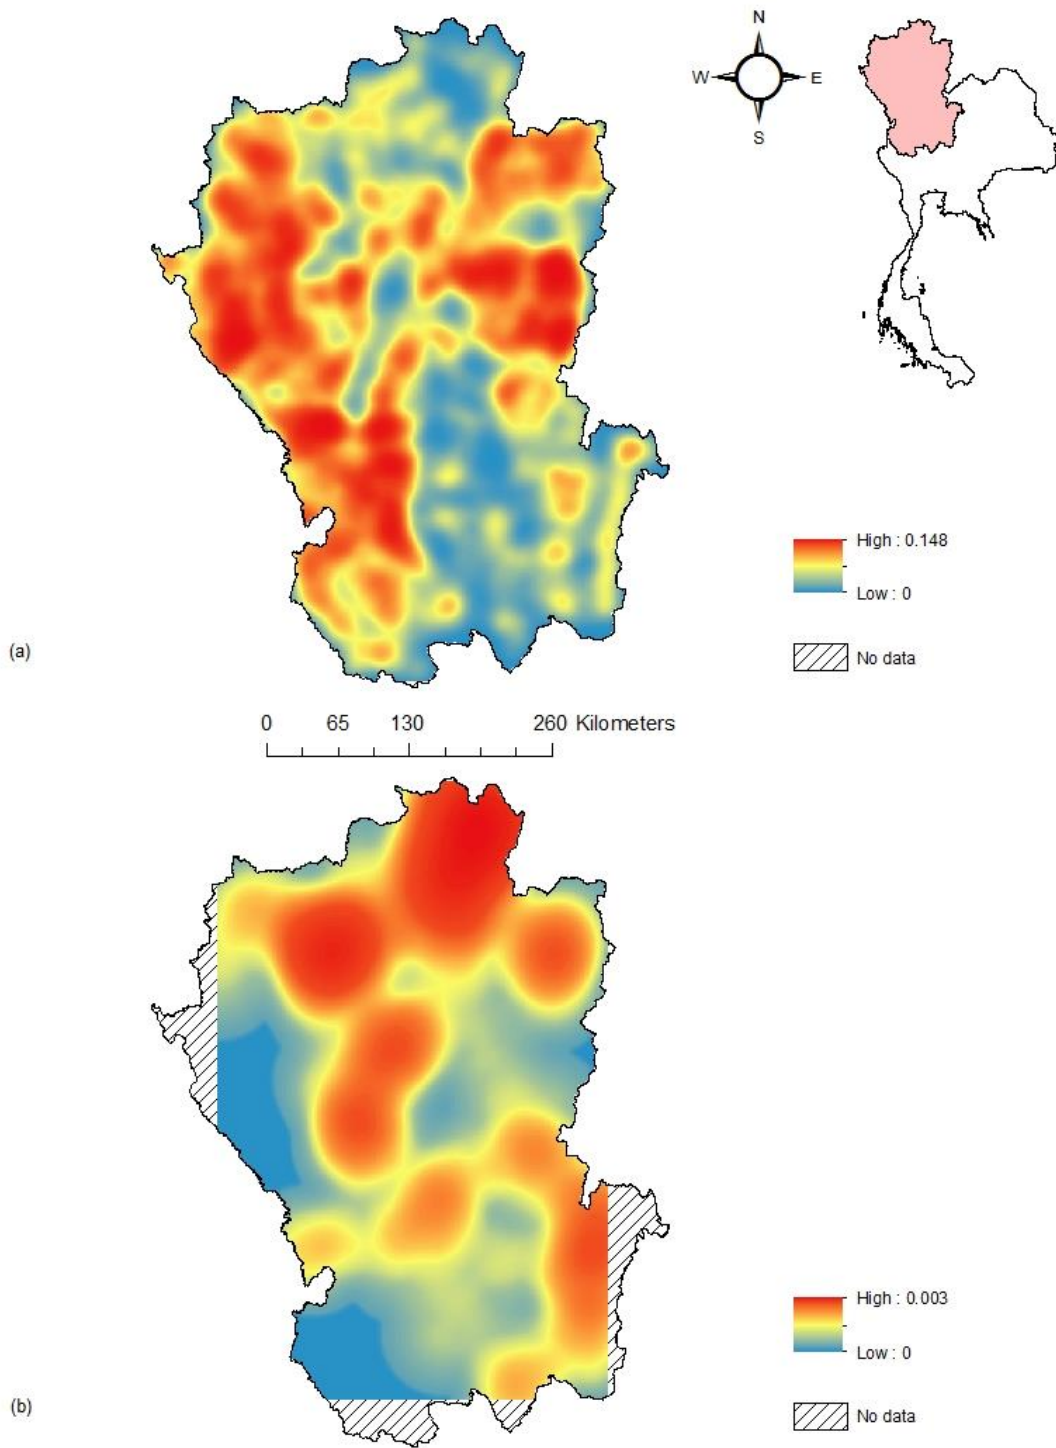 N
W E
S
High : 0.148
Low : 0
(a)
No data
0 65 130 260 Kilometers
High : 0.003
Low : 0
(b)
No data